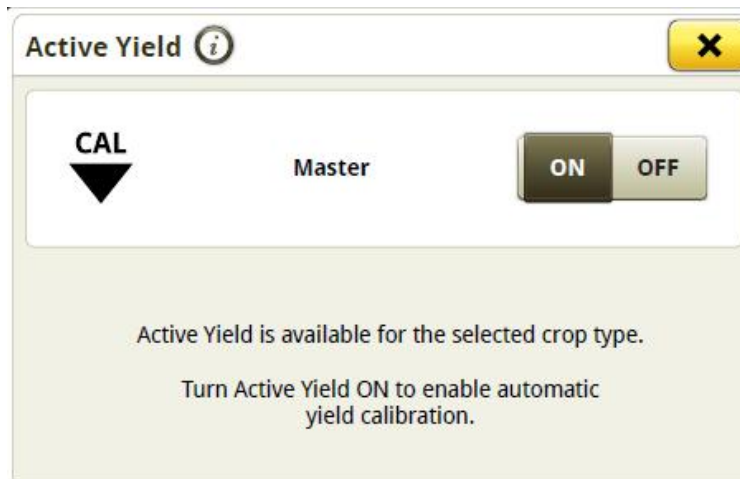 Active Yield i
CAL
Master
ON OFF
Active Yield is available for the selected crop type.
Turn Active Yield ON to enable automatic
yield calibration.